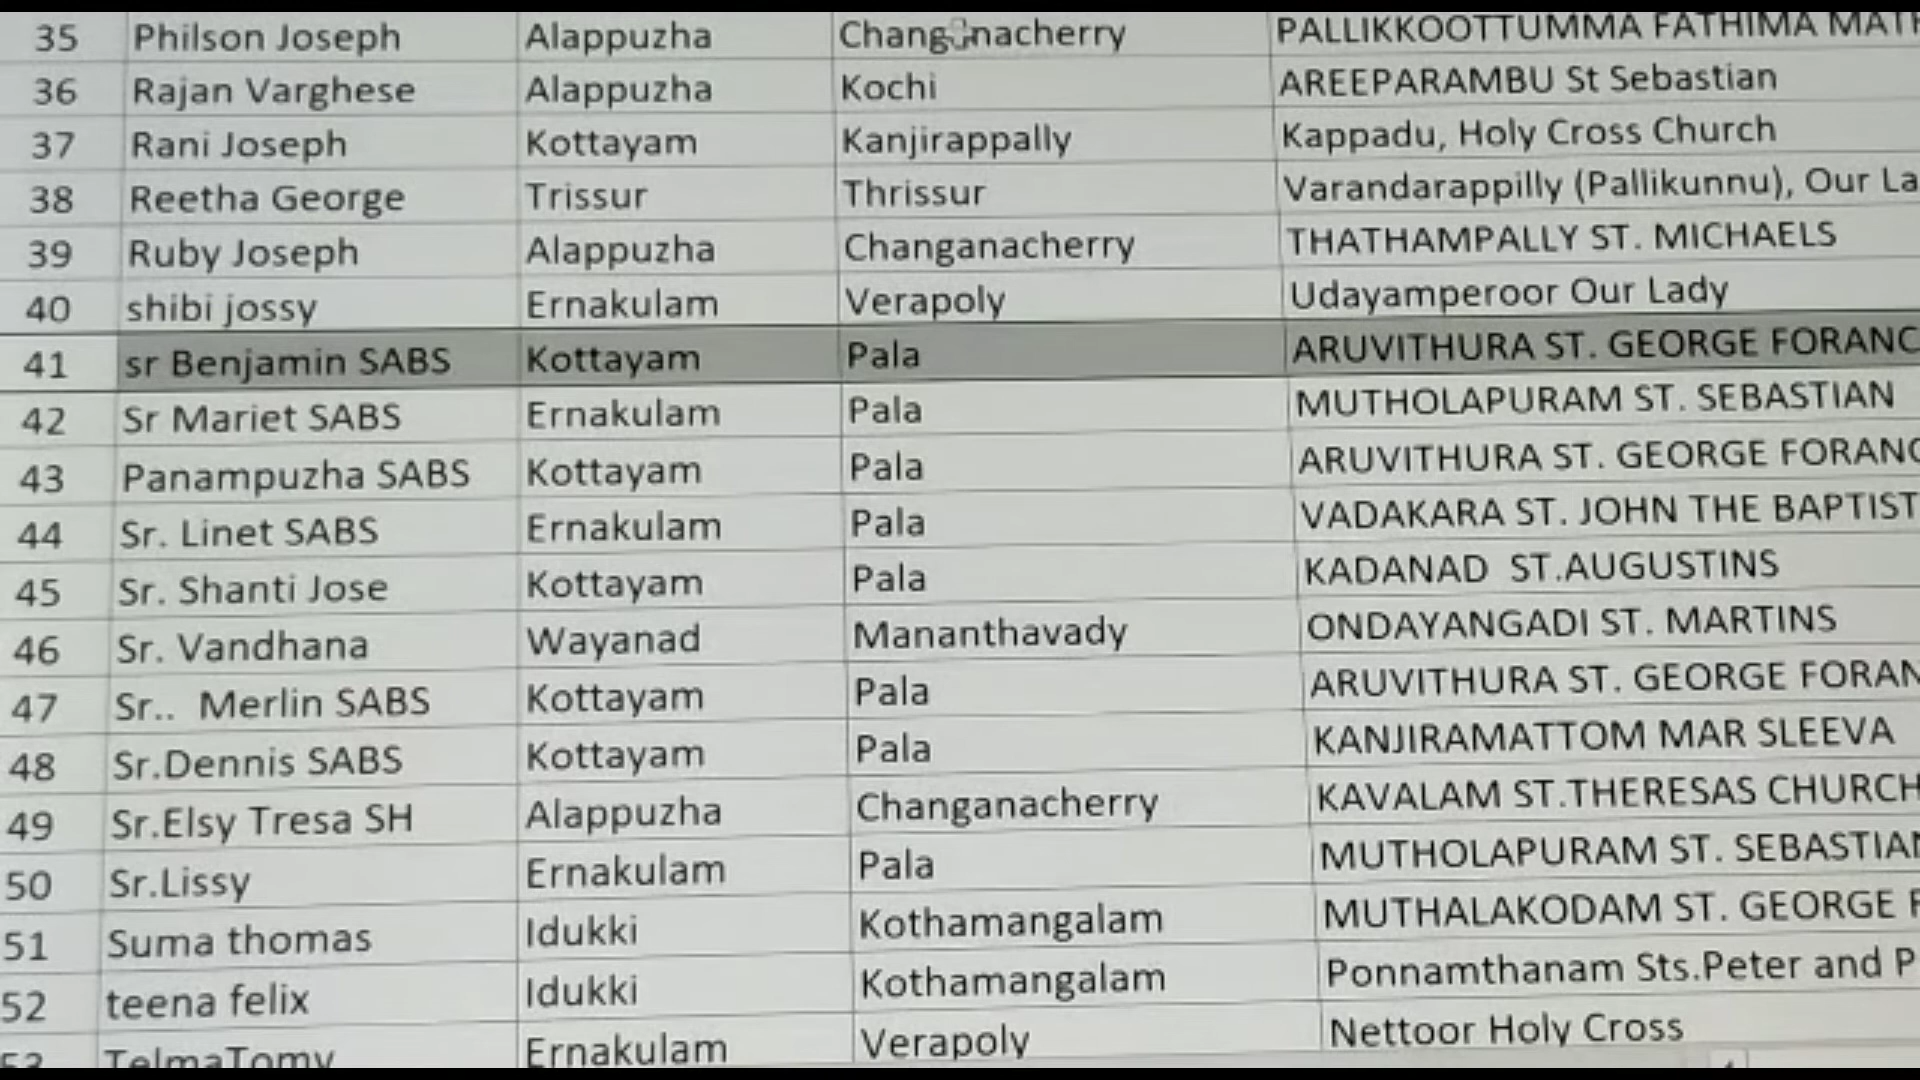 35 Philson Joseph Alappuzha Changanacherry PALLIKKOOTTUMMA FATHIMA
36 Rajan Varghese Alappuzha Kochi AREEPARAMBU St Sebastian
37 Rani Joseph Kottayam Kanjirappally Kappadu, Holy Cross Church
38 Reetha George Trissur Thrissur Varandarappilly (Pallikunnu), Our La
39 Ruby Joseph Alappuzha Changanacherry THATHAMPALLY ST. MICHAELS
40 shibi jossy Ernakulam Verapoly Udayamperoor Our Lady
41 sr Benjamin SABS Kottayam Pala ARUVITHURA ST. GEORGE FORANC
42 Sr Mariet SABS Ernakulam Pala MUTHOLAPURAM ST. SEBASTIAN
43 Panampuzha SABS Kottayam Pala ARUVITHURA ST. GEORGE FORANC
44 Sr. Linet SABS Ernakulam Pala VADAKARA ST. JOHN THE BAPTIST
45 Sr. Shanti Jose Kottayam Pala KADANAD ST.AUGUSTINS
46 Sr. Vandhana Wayanad Mananthavady ONDAYANGADI ST. MARTINS
47 Sr.. Merlin SABS Kottayam Pala ARUVITHURA ST. GEORGE FORAN
48 Sr.Dennis SABS Kottayam Pala KANJIRAMATTOM MAR SLEEVA
49 Sr.Elsy Tresa SH Alappuzha Changanacherry KAVALAM ST.THERESAS CHURCH
50 Sr.Lissy Ernakulam Pala MUTHOLAPURAM ST. SEBASTIAN
51 Suma thomas Idukki Kothamangalam MUTHALAKODAM ST. GEORGE F
52 teena felix Idukki Kothamangalam Ponnamthanam Sts.Peter and P
53 TelmaTomy Ernakulam Verapoly Nettoor Holy Cross